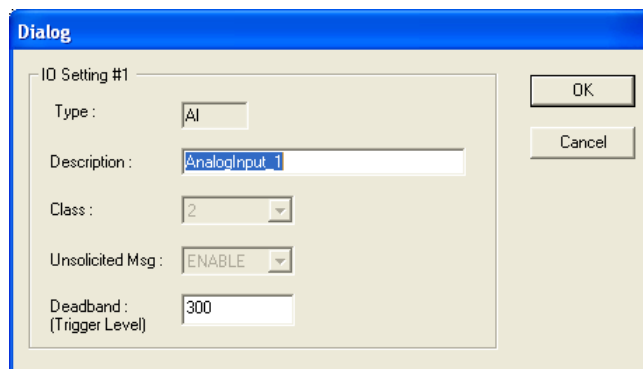 Dialog
IO Setting #1
Type :
AI
Description :
AnalogInput_1
Class :
2
Unsolicited Msg :
ENABLE
Deadband :
(Trigger Level)
300
OK
Cancel